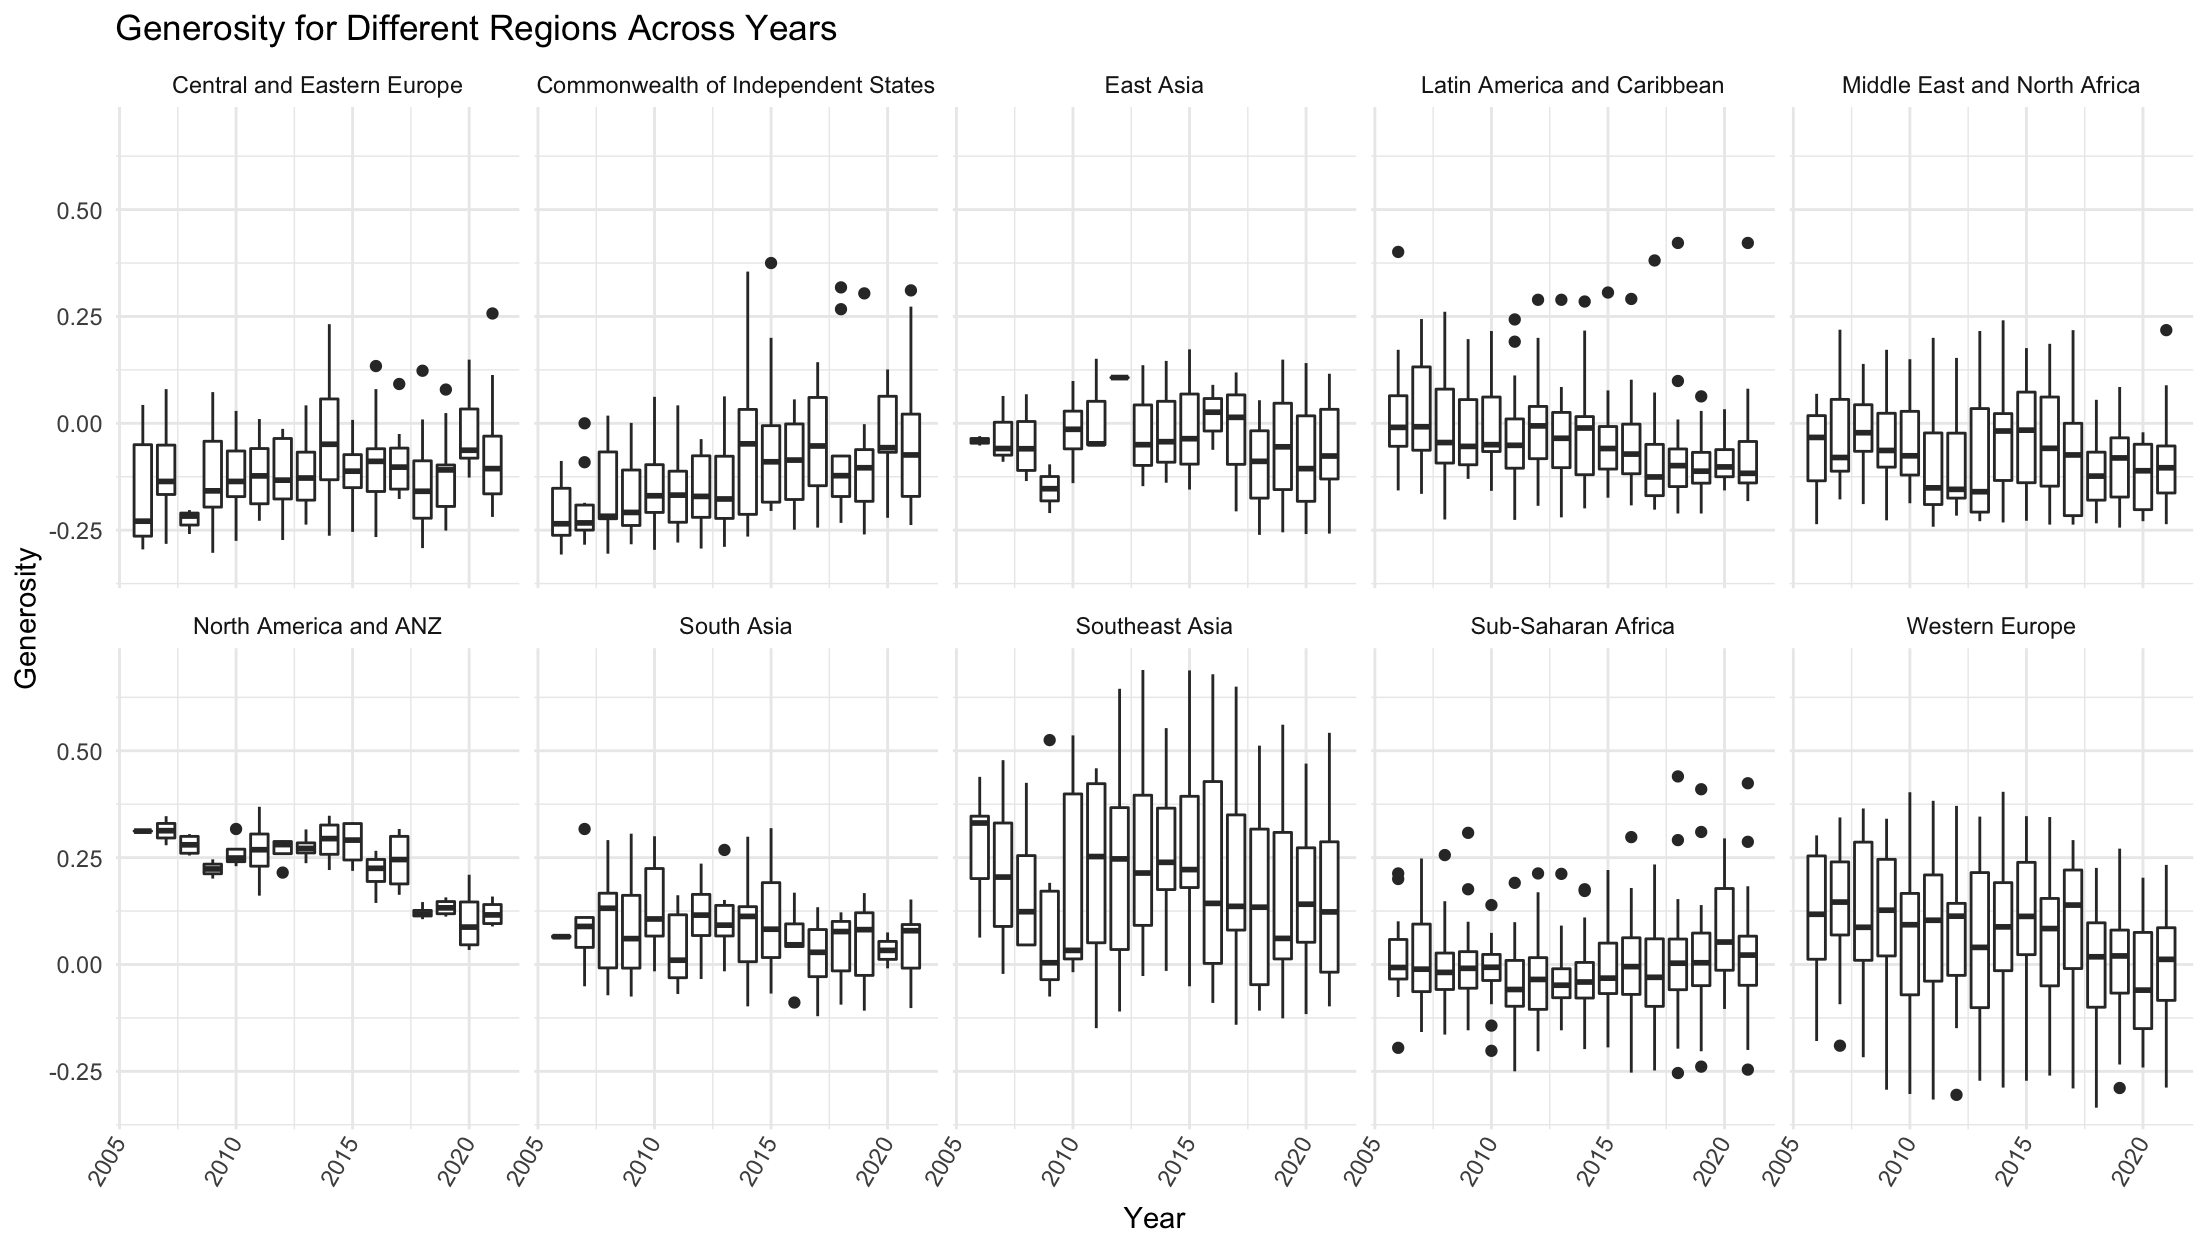 Generosity for Different Regions Across Years
Central and Eastern Europe
Commonwealth of Independent States
East Asia
Latin America and Caribbean
Middle East and North Africa
0.50
0.25
0.00
-0.25
North America and ANZ
South Asia
Southeast Asia
Sub-Saharan Africa
Western Europe
0.50
0.25
0.00
-0.25
Generosity
2005 2010 2015 2020 2005 2010 2015 2020 2005 2010 2015 2020 2005 2010 2015 2020 2005 2010 2015 2020
Year